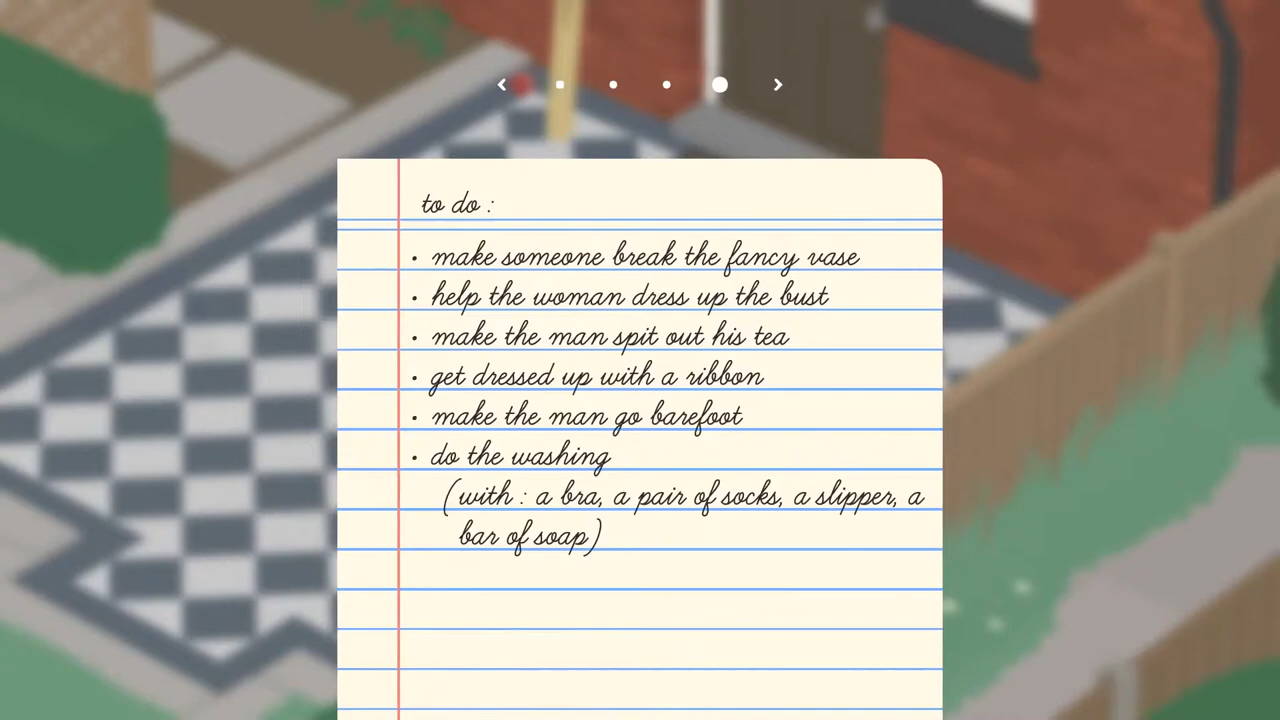 to do :
• make someone break the fancy vase
• help the woman dress up the bust
• make the man spit out his tea
• get dressed up with a ribbon
• make the man go barefoot
• do the washing
(with : a bra, a pair of socks, a slipper, a
bar of soap)